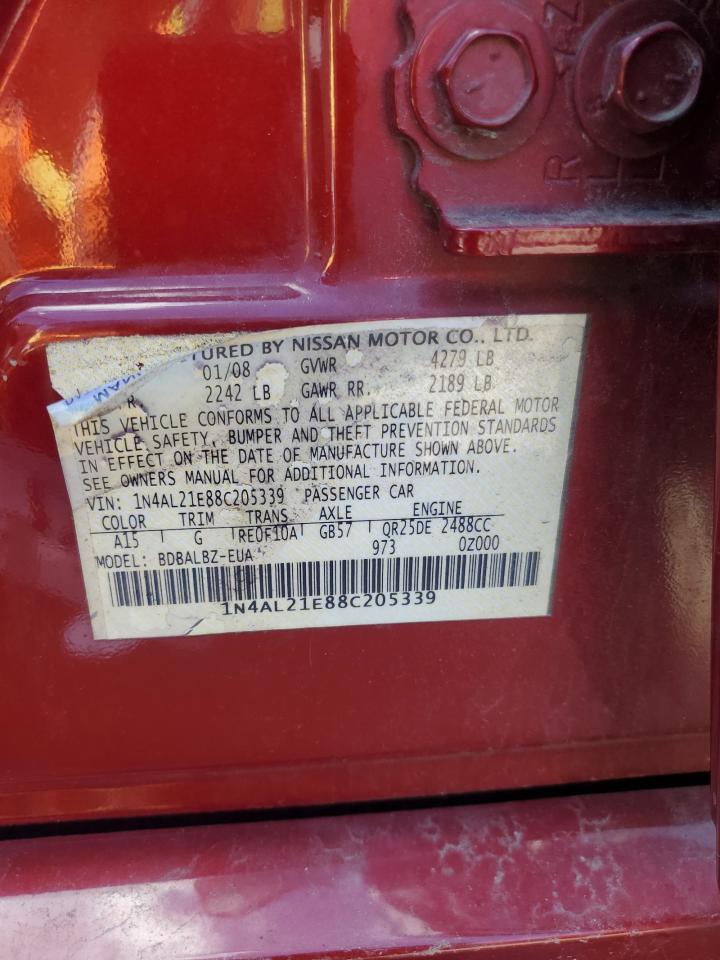 TURED BY NISSAN MOTOR CO., LTD.
01/08 GVWR 4279 LB
R 2242 LB GAWR RR. 2189 LB
THIS VEHICLE CONFORMS TO ALL APPLICABLE FEDERAL MOTOR
VEHICLE SAFETY, BUMPER AND THEFT PREVENTION STANDARDS
IN EFFECT ON THE DATE OF MANUFACTURE SHOWN ABOVE.
SEE OWNERS MANUAL FOR ADDITIONAL INFORMATION.
VIN: 1N4AL21E88C205339 PASSENGER CAR
COLOR TRIM TRANS AXLE ENGINE
A15 G RE0F10A GB57 QR25DE 2488CC
MODEL: BDBALBZ-EUA 973 0Z000
1N4AL21E88C205339